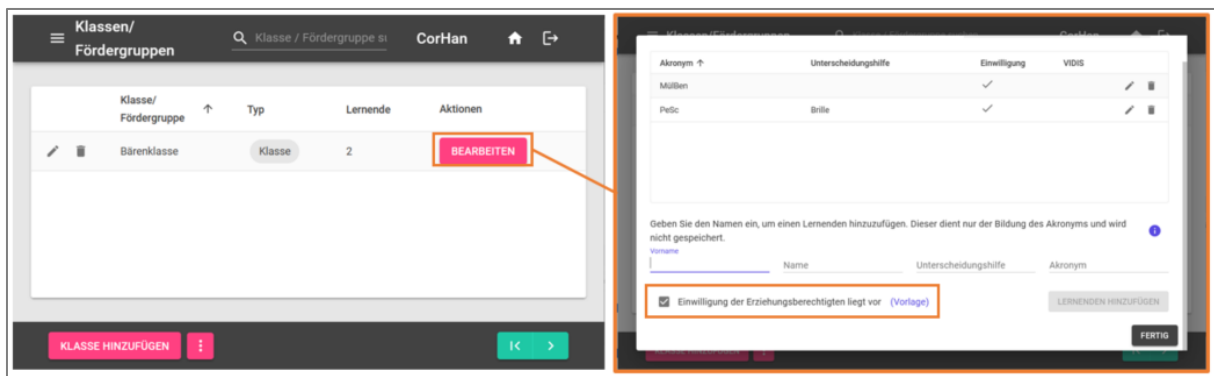 Klassen/
Fördergruppen
Klasse / Fördergruppe su
CorHan
Klasse/
Fördergruppe
Typ
Lernende
Aktionen
Bärenklasse
Klasse
2
BEARBEITEN
KLASSE HINZUFÜGEN
Akronym
Unterscheidungshilfe
Einwilligung
VIDIS
MülBen
PeSc
Brille
Geben Sie den Namen ein, um einen Lernenden hinzuzufügen. Dieser dient nur der Bildung des Akronyms und wird
nicht gespeichert.
Vorname
Name
Unterscheidungshilfe
Akronym
Einwilligung der Erziehungsberechtigten liegt vor (Vorlage)
LERNENDEN HINZUFÜGEN
FERTIG